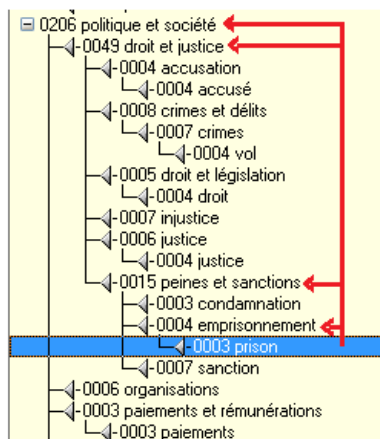 0206 politique et société
0049 droit et justice
0004 accusation
0004 accusé
0008 crimes et délits
0007 crimes
0004 vol
0005 droit et législation
0004 droit
0007 injustice
0006 justice
0004 justice
0015 peines et sanctions
0003 condamnation
0004 emprisonnement
0003 prison
0007 sanction
0006 organisations
0003 paiements et rémunérations
0003 paiements